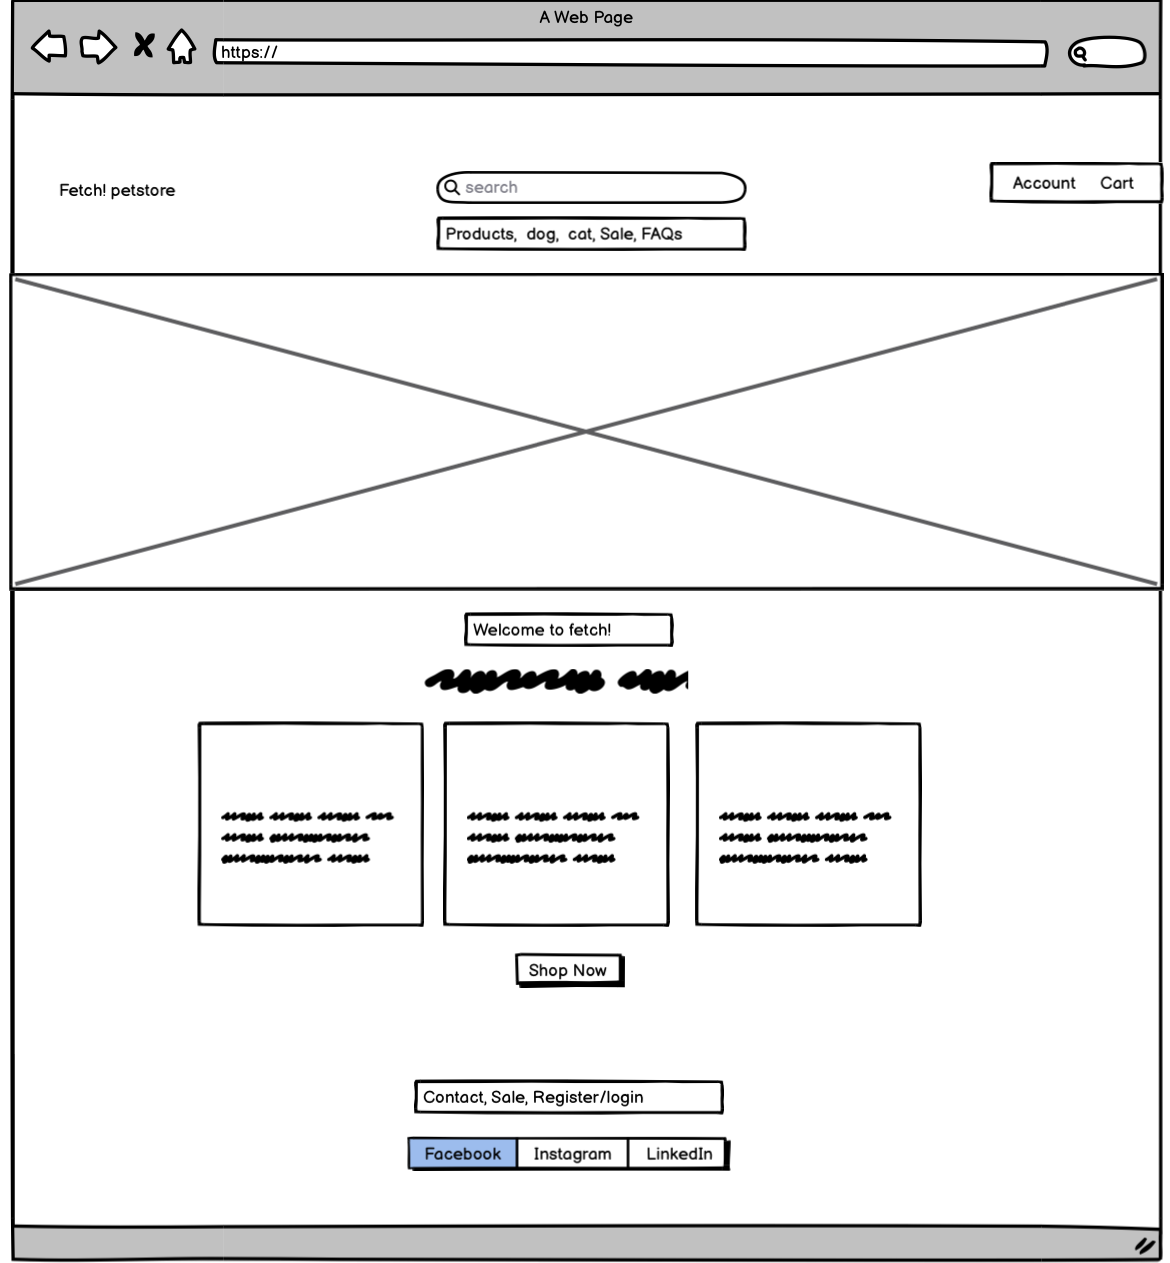 A Web Page
https://
Fetch! petstore
search
Account Cart
Products, dog, cat, Sale, FAQs
Welcome to fetch!
Shop Now
Contact, Sale, Register/login
Facebook Instagram LinkedIn